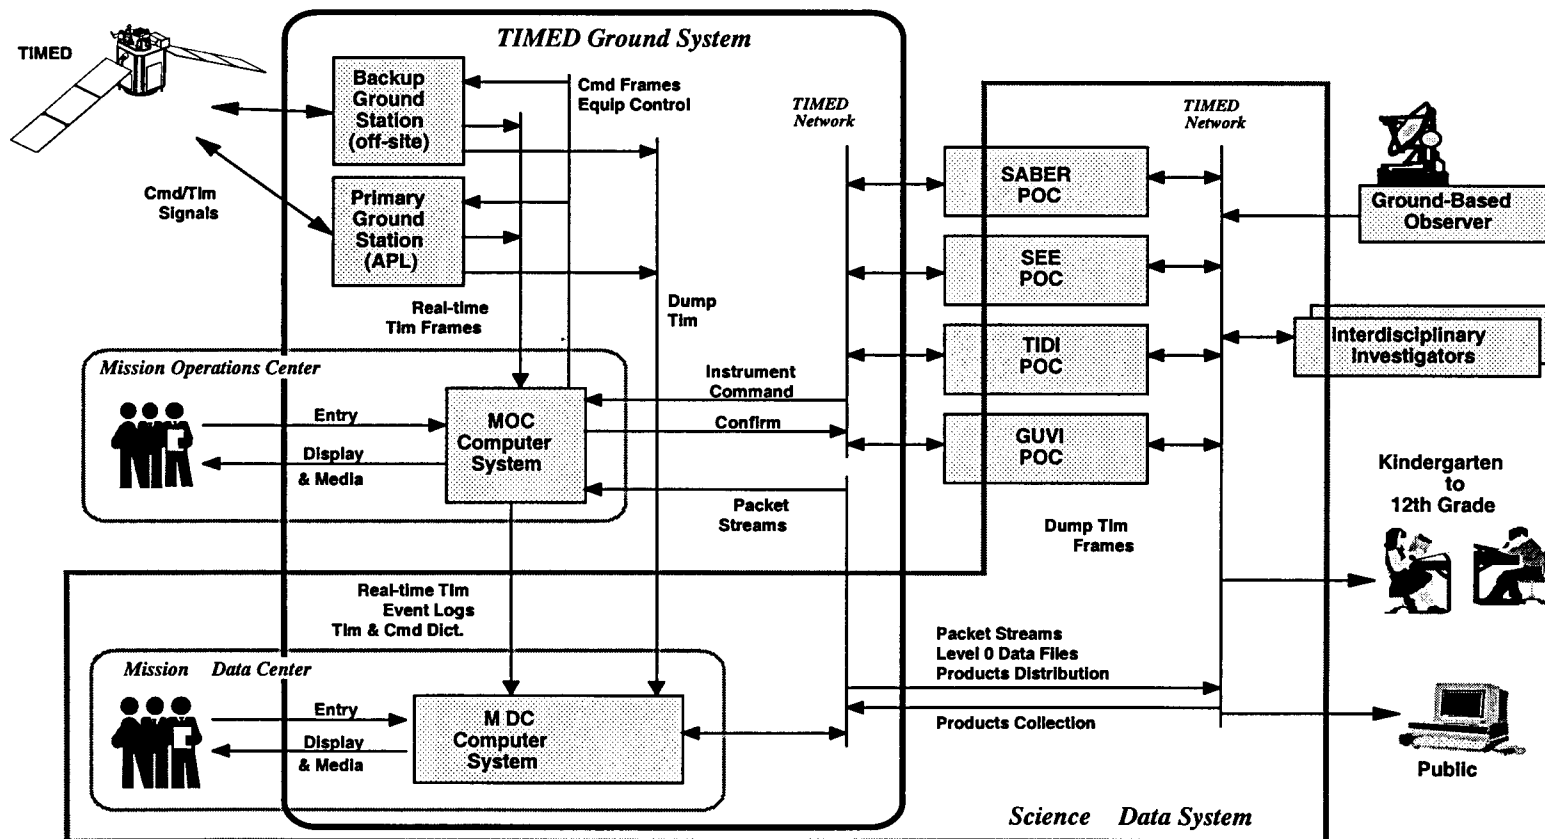 TIMED Ground System
TIMED
Backup
Ground
Station
(off-site)
Cmd Frames
Equip Control
TIMED
Network
TIMED
Network
Cmd/Tlm
Signals
Primary
Ground
Station
(APL)
SABER
POC
Ground-Based
Observer
SEE
POC
Real-time
Tlm Frames
Dump
Tlm
TIDI
POC
Interdisciplinary
Investigators
Mission Operations Center
Instrument
Command
Entry
MOC
Computer
System
Confirm
GUVI
POC
Display
& Media
Kindergarten
to
12th Grade
Packet
Streams
Dump Tlm
Frames
Real-time Tlm
Event Logs
Tlm & Cmd Dict.
Packet Streams
Level 0 Data Files
Products Distribution
Mission Data Center
Entry
M DC
Computer
System
Products Collection
Display
& Media
Public
Science Data System